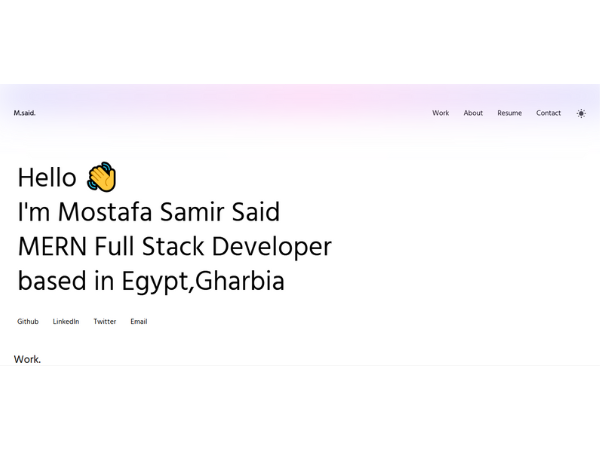 M.said.
Work About Resume Contact
Hello 👋
I'm Mostafa Samir Said
MERN Full Stack Developer
based in Egypt,Gharbia
Github LinkedIn Twitter Email
Work.